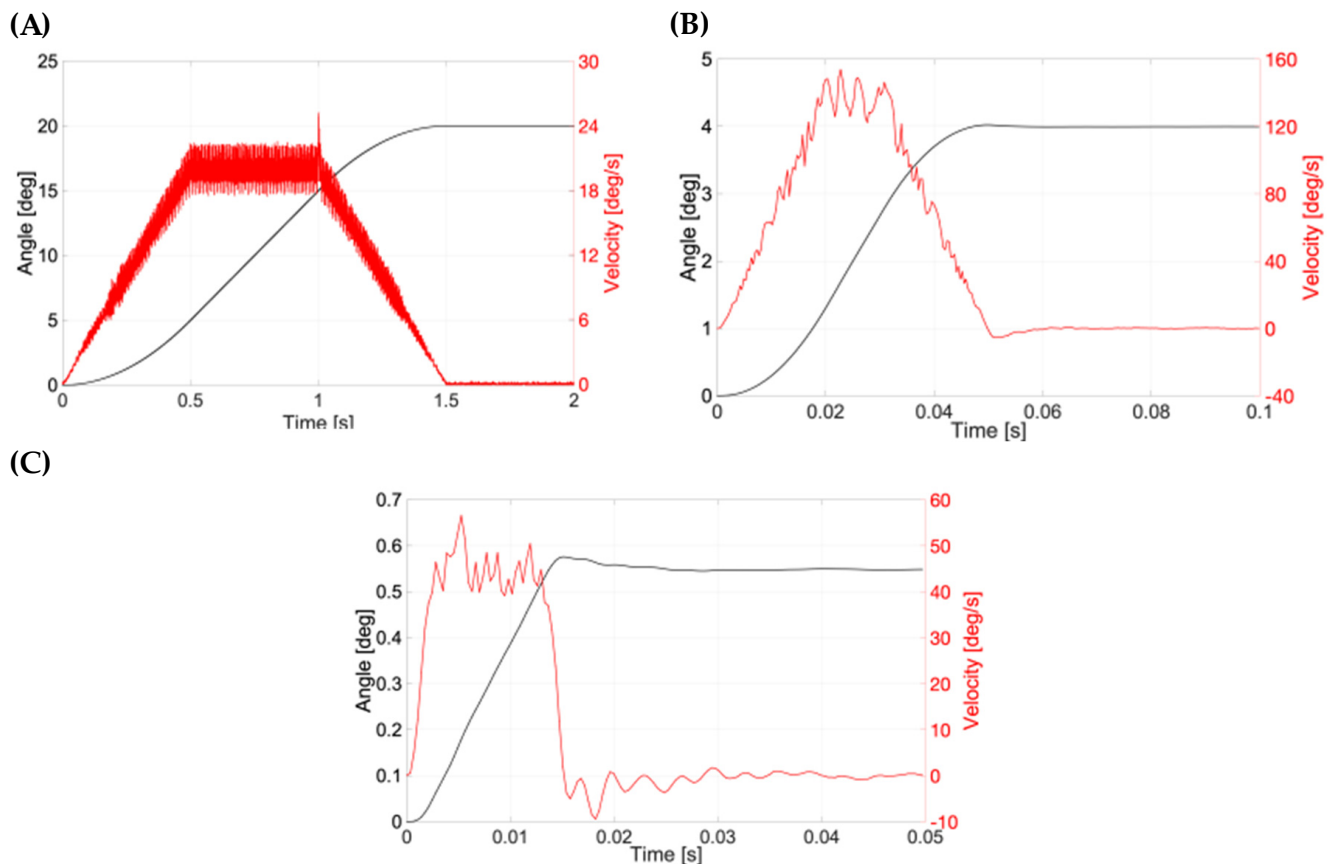 (A)
(B)
25
20
15
10
5
0
Angle [deg]
30
24
18
12
6
0
Velocity [deg/s]
0 0.5 1 1.5 2
Time [s]
5
4
3
2
1
0
Angle [deg]
160
120
80
40
0
-40
Velocity [deg/s]
0 0.02 0.04 0.06 0.08 0.1
Time [s]
(C)
0.7
0.6
0.5
0.4
0.3
0.2
0.1
0
Angle [deg]
60
50
40
30
20
10
0
-10
Velocity [deg/s]
0 0.01 0.02 0.03 0.04 0.05
Time [s]